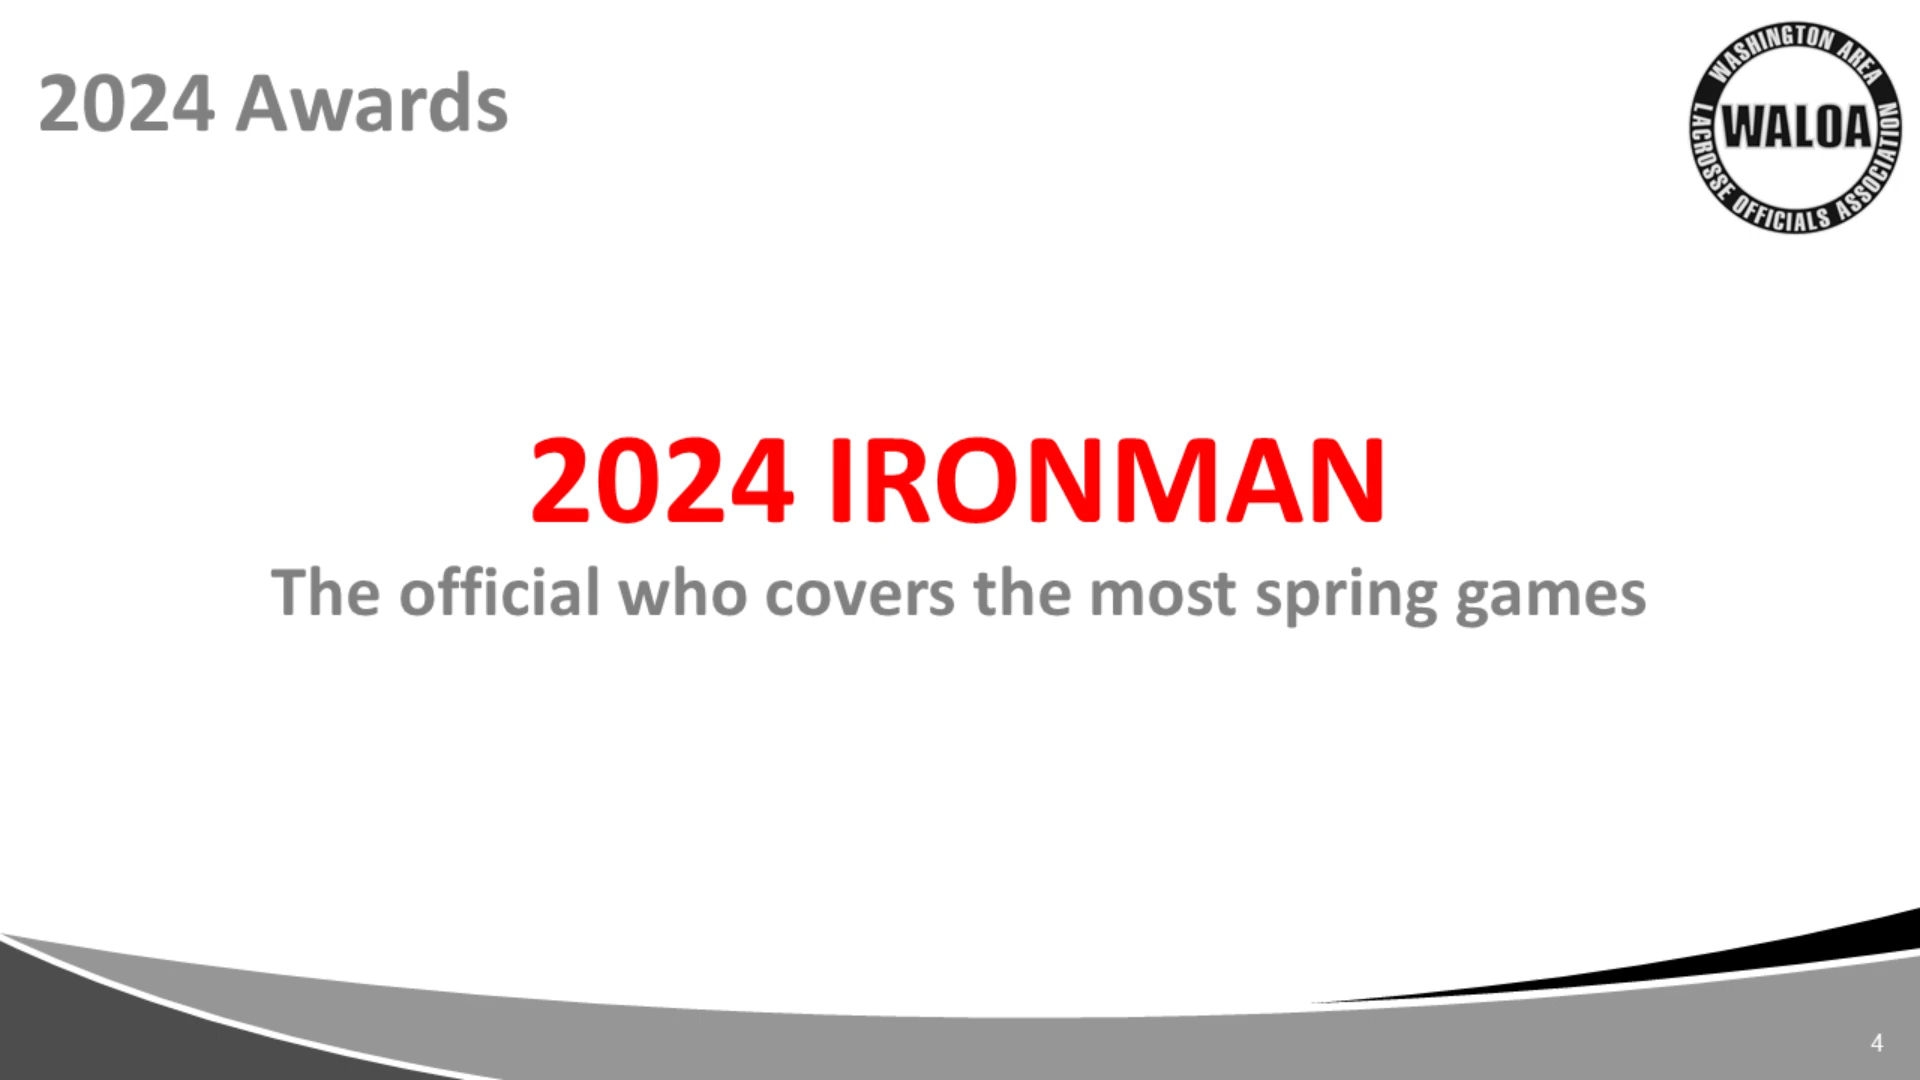 2024 Awards
WASHINGTON AREA
WALOA
LACROSSE OFFICIALS ASSOCIATION
2024 IRONMAN
The official who covers the most spring games
4